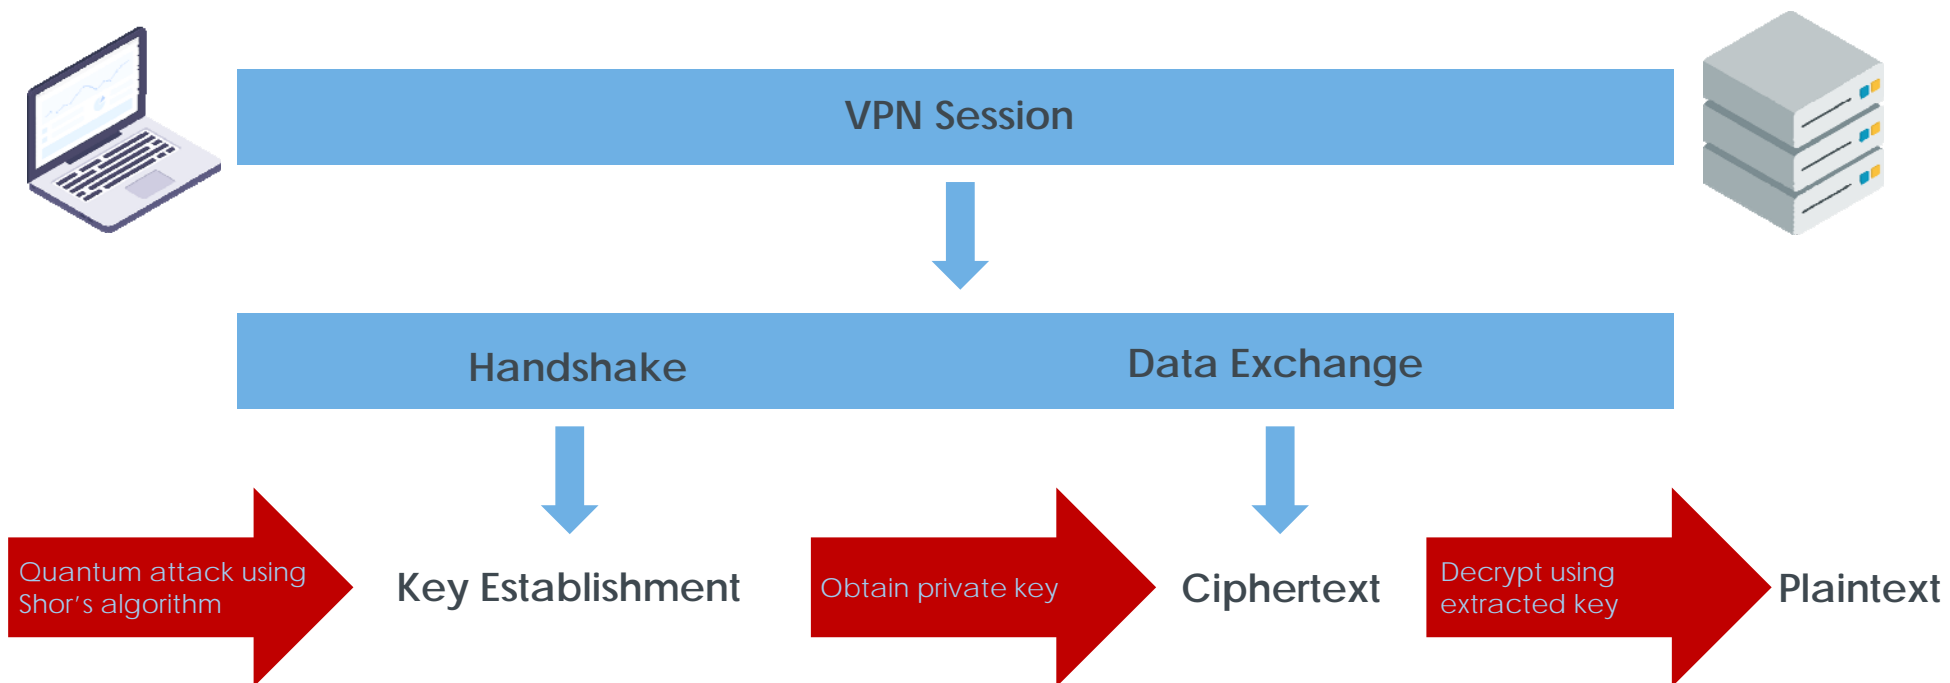 VPN Session
Handshake
Data Exchange
Quantum attack using
Shor's algorithm
Key Establishment
Obtain private key
Ciphertext
Decrypt using
extracted key
Plaintext